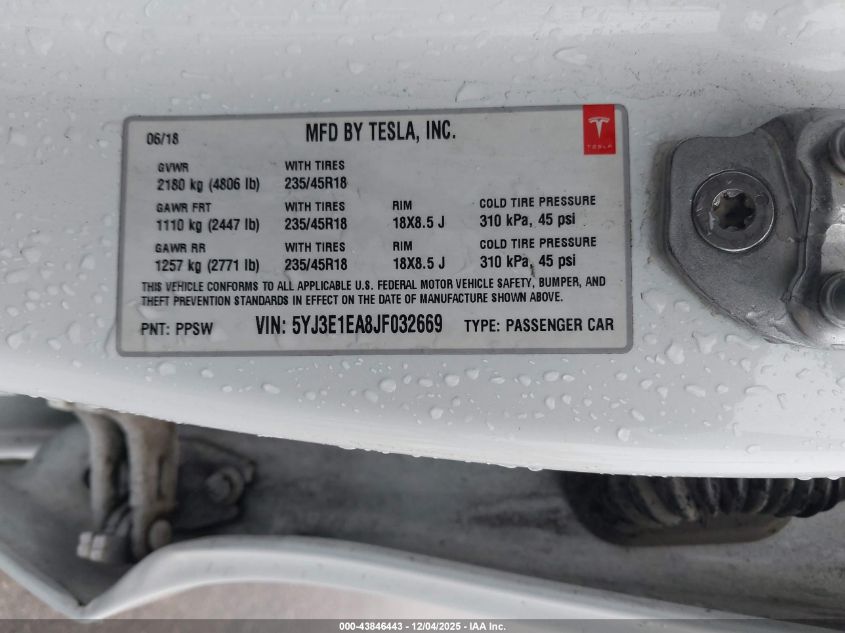 06/18 MFD BY TESLA, INC. TESLA
GVWR WITH TIRES
2180 kg (4806 lb) 235/45R18
GAWR FRT WITH TIRES RIM COLD TIRE PRESSURE
1110 kg (2447 lb) 235/45R18 18X8.5 J 310 kPa, 45 psi
GAWR RR WITH TIRES RIM COLD TIRE PRESSURE
1257 kg (2771 lb) 235/45R18 18X8.5 J 310 kPa, 45 psi
THIS VEHICLE CONFORMS TO ALL APPLICABLE U.S. FEDERAL MOTOR VEHICLE SAFETY, BUMPER, AND
THEFT PREVENTION STANDARDS IN EFFECT ON THE DATE OF MANUFACTURE SHOWN ABOVE.
PNT: PPSW VIN: 5YJ3E1EA8JF032669 TYPE: PASSENGER CAR
000-43846443 - 12/04/2025 - IAA Inc.